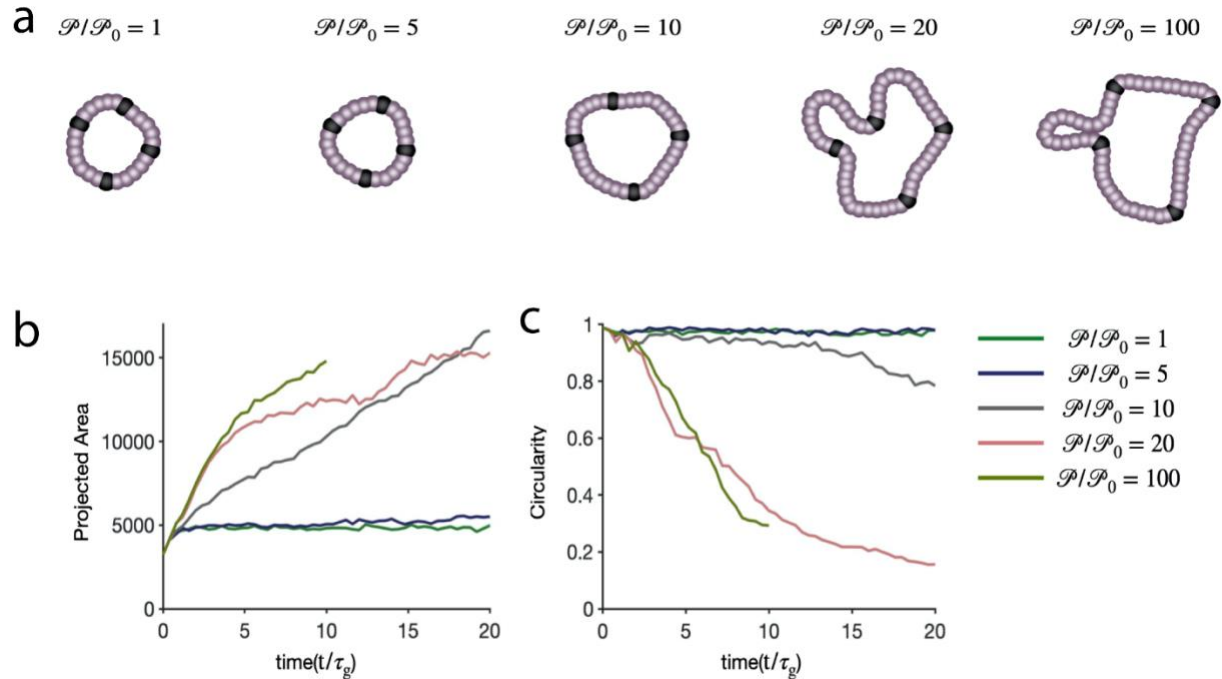 a
𝒫/𝒫₀ = 1
𝒫/𝒫₀ = 5
𝒫/𝒫₀ = 10
𝒫/𝒫₀ = 20
𝒫/𝒫₀ = 100
b
Projected Area
15000
10000
5000
0
0 5 10 15 20
time(t/τg)
c
Circularity
1
0.8
0.6
0.4
0.2
0
0 5 10 15 20
time(t/τg)
𝒫/𝒫₀ = 1
𝒫/𝒫₀ = 5
𝒫/𝒫₀ = 10
𝒫/𝒫₀ = 20
𝒫/𝒫₀ = 100